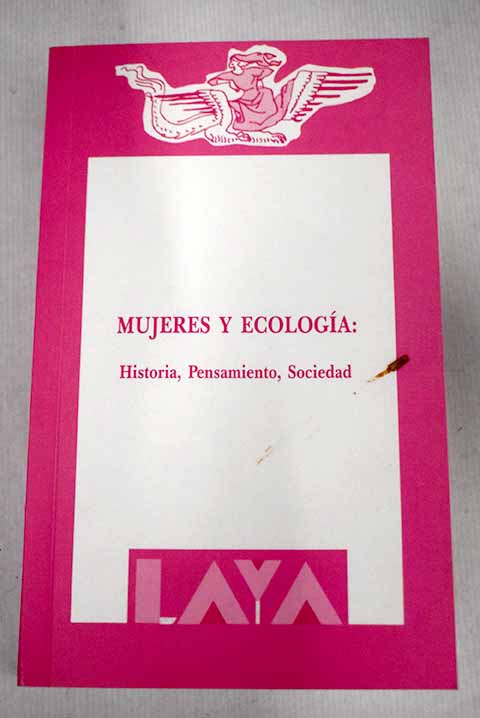 MUJERES Y ECOLOGÍA:
Historia, Pensamiento, Sociedad
LAYA